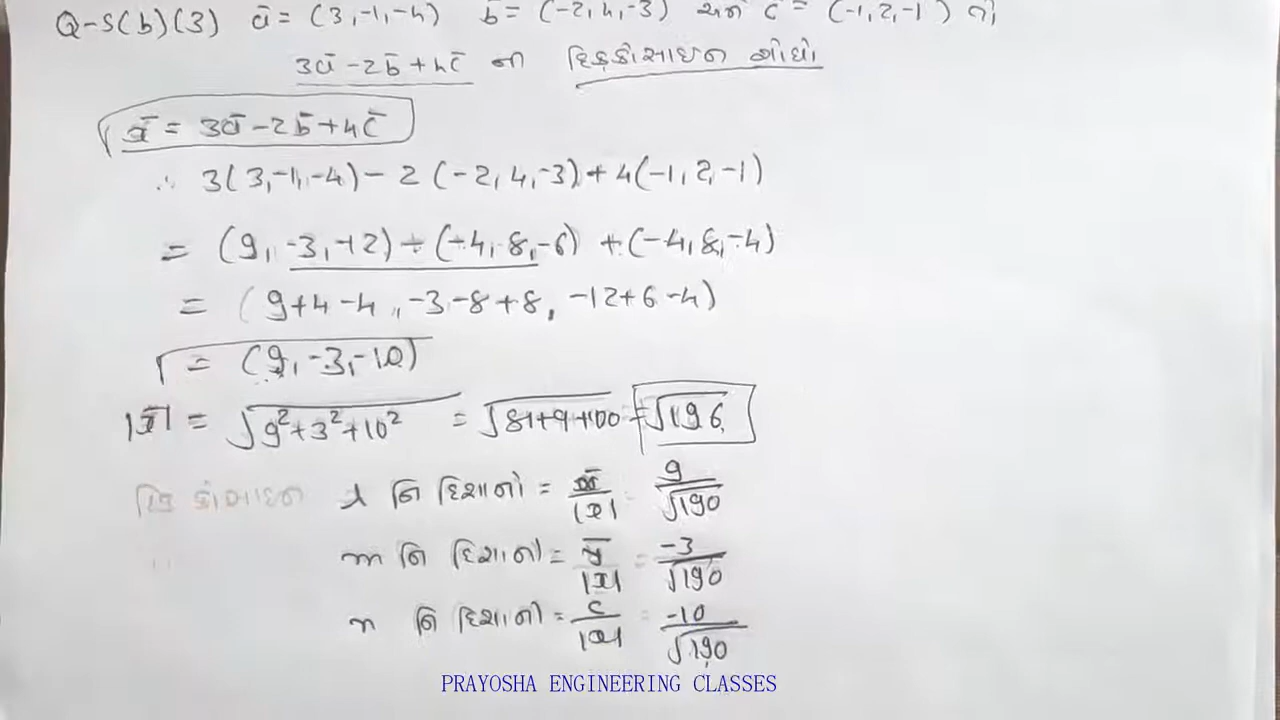 Q-5(b)(3) ā = (3,-1,-4) b̄ = (-2,4,-3) અને c̄ = (-1,2,-1) તો,
3ā-2b̄+4c̄ ની દિક્કોસાઇન શોધો
x̄ = 3ā-2b̄+4c̄
∴ 3(3,-1,-4) - 2(-2,4,-3) + 4(-1,2,-1)
= (9,-3,-12) - (-4,8,-6) + (-4,8,-4)
= (9+4-4, -3-8+8, -12+6-4)
= (9,-3,-10)
|x̄| = √9²+3²+10² = √81+9+100 = √196
દિક્કોસાઇન l નિ દિશાનો = x̄/|x| = 9/√190
m નિ દિશાનો = ȳ/|x| = -3/√190
n નિ દિશાનો = c/|x| = -10/√190
PRAYOSHA ENGINEERING CLASSES